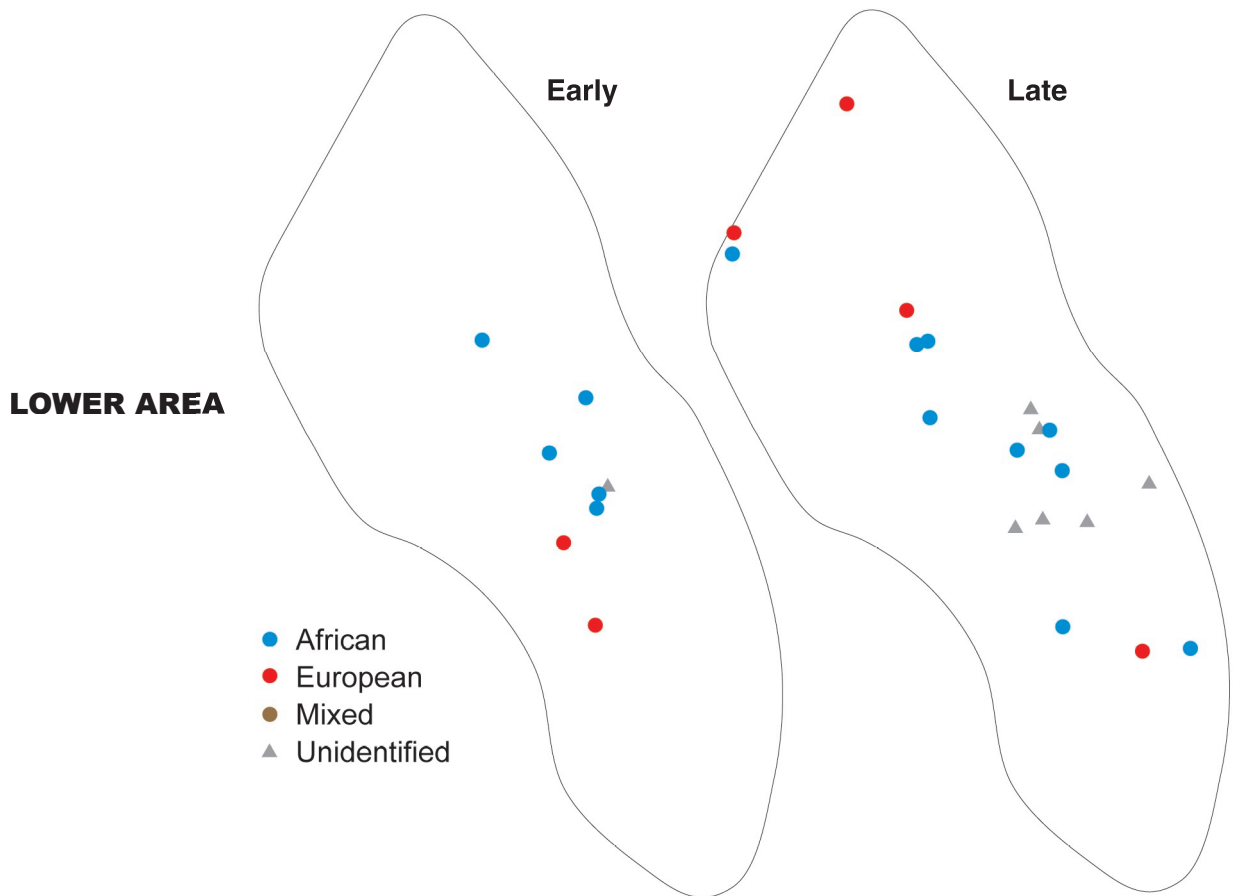 Early
Late
LOWER AREA
African
European
Mixed
Unidentified